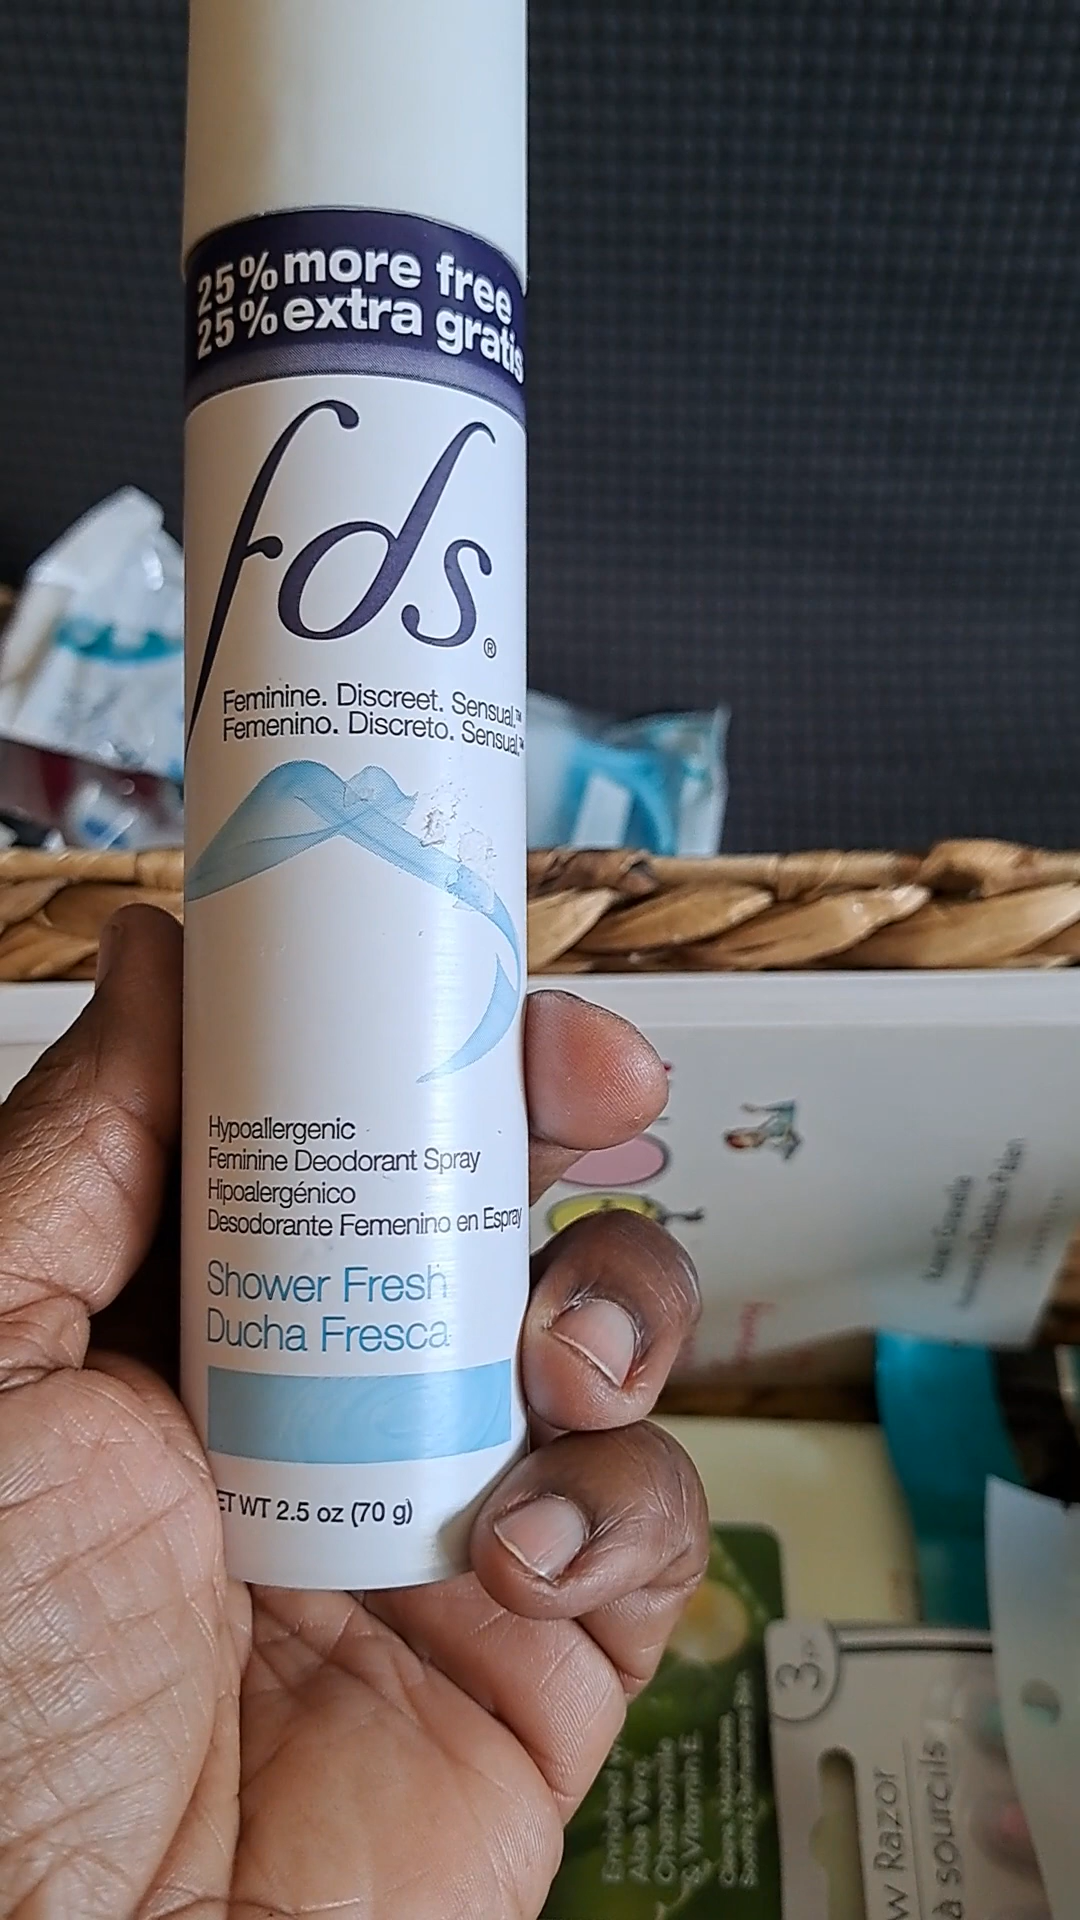 25% more free
25% extra gratis
fds®
Feminine. Discreet. Sensual.™
Femenino. Discreto. Sensual.™
Hypoallergenic
Feminine Deodorant Spray
Hipoalergénico
Desodorante Femenino en Espray
Shower Fresh
Ducha Fresca
ET WT 2.5 oz (70 g)
Enriched
Aloe Vera,
Chamomile
& Vitamin E.
3
w Razor
à sourcils